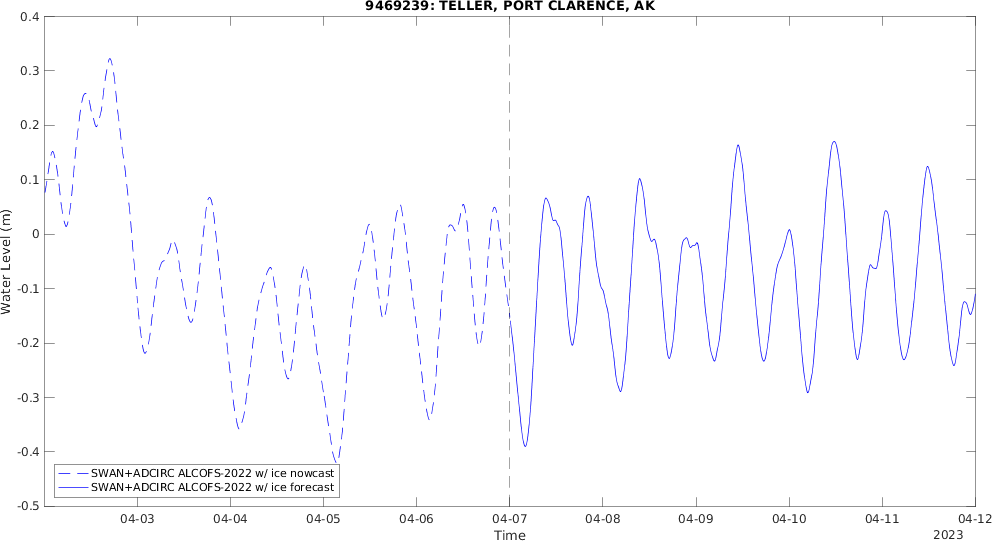 9469239: TELLER, PORT CLARENCE, AK
0.4
0.3
0.2
0.1
0
-0.1
-0.2
-0.3
-0.4
-0.5
Water Level (m)
SWAN+ADCIRC ALCOFS-2022 w/ ice nowcast
SWAN+ADCIRC ALCOFS-2022 w/ ice forecast
04-03 04-04 04-05 04-06 04-07 04-08 04-09 04-10 04-11 04-12
Time
2023